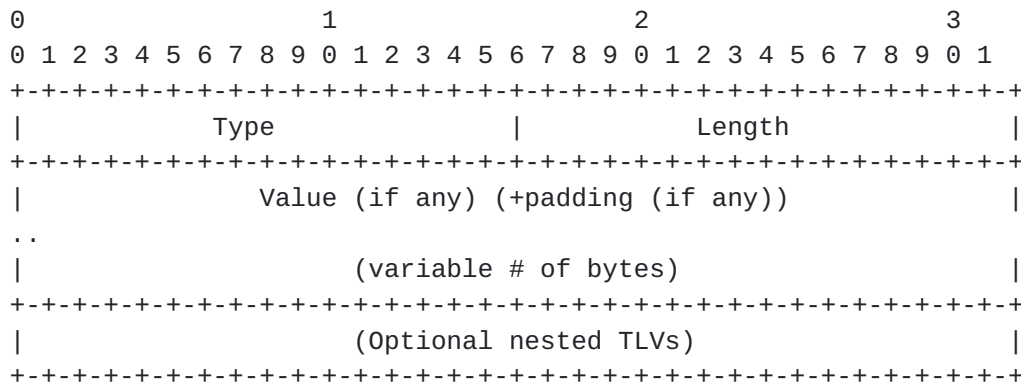 0                   1                   2                   3
0 1 2 3 4 5 6 7 8 9 0 1 2 3 4 5 6 7 8 9 0 1 2 3 4 5 6 7 8 9 0 1
+-+-+-+-+-+-+-+-+-+-+-+-+-+-+-+-+-+-+-+-+-+-+-+-+-+-+-+-+-+-+-+-+
|            Type               |           Length              |
+-+-+-+-+-+-+-+-+-+-+-+-+-+-+-+-+-+-+-+-+-+-+-+-+-+-+-+-+-+-+-+-+
|               Value (if any) (+padding (if any))              |
..
|                     (variable # of bytes)                     |
+-+-+-+-+-+-+-+-+-+-+-+-+-+-+-+-+-+-+-+-+-+-+-+-+-+-+-+-+-+-+-+-+
|                     (Optional nested TLVs)                    |
+-+-+-+-+-+-+-+-+-+-+-+-+-+-+-+-+-+-+-+-+-+-+-+-+-+-+-+-+-+-+-+-+